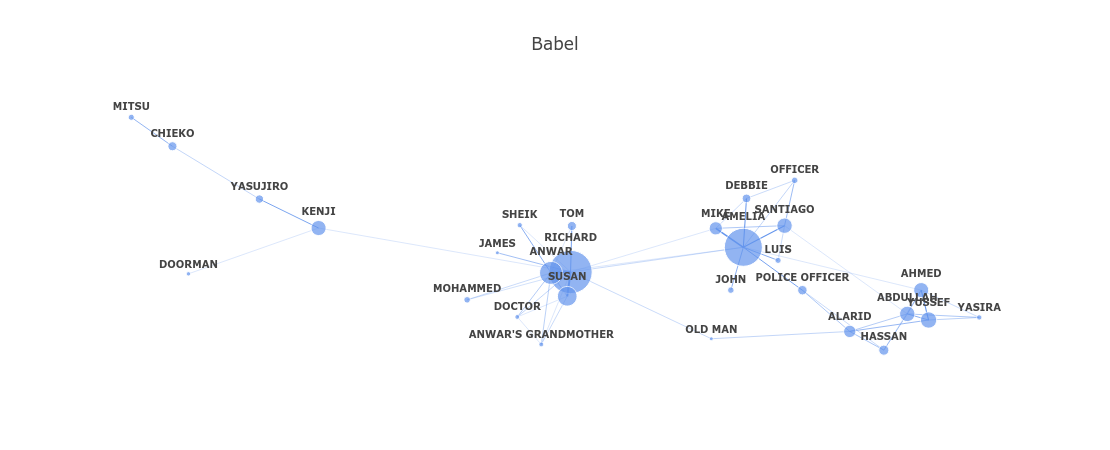 Babel
MITSU
CHIEKO
YASUJIRO
KENJI
DOORMAN
SHEIK
TOM
RICHARD
JAMES
ANWAR
SUSAN
MOHAMMED
DOCTOR
ANWAR'S GRANDMOTHER
OFFICER
DEBBIE
MIKE
AMELIA
SANTIAGO
LUIS
JOHN
POLICE OFFICER
AHMED
ABDULLAH
YUSSEF
YASIRA
ALARID
HASSAN
OLD MAN